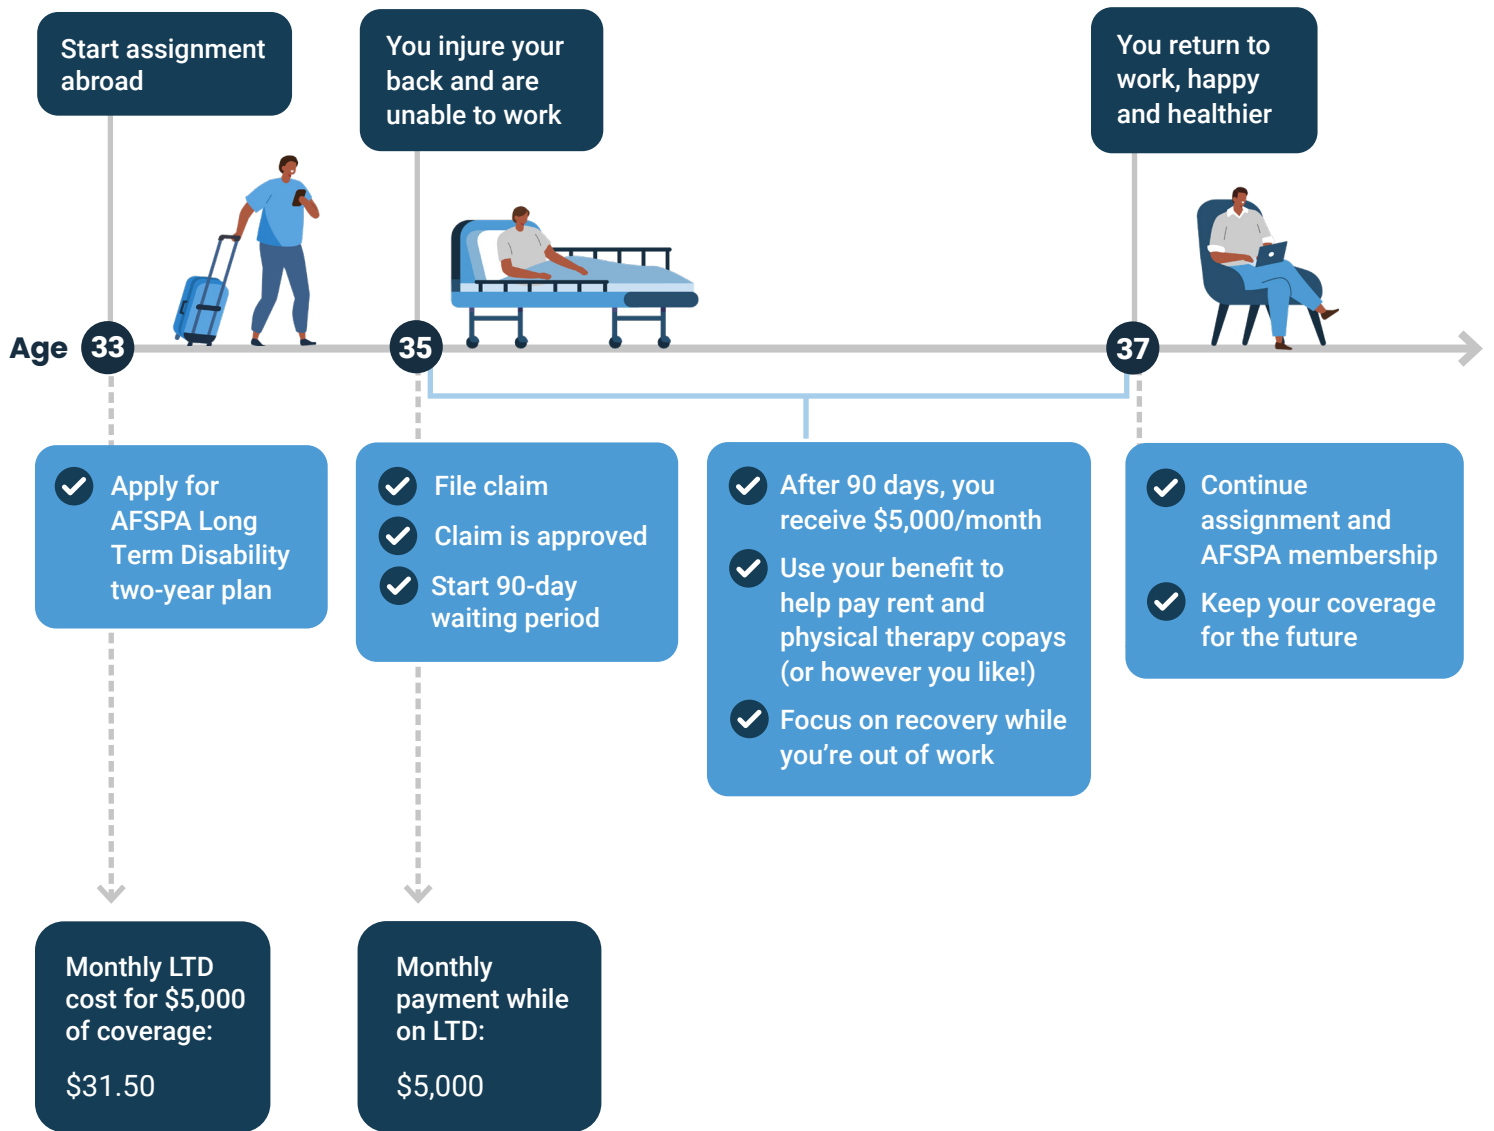 Start assignment
abroad
You injure your
back and are
unable to work
You return to
work, happy
and healthier
Age 33 35 37
Apply for
AFSPA Long
Term Disability
two-year plan
File claim
Claim is approved
Start 90-day
waiting period
After 90 days, you
receive $5,000/month
Use your benefit to
help pay rent and
physical therapy copays
(or however you like!)
Focus on recovery while
you’re out of work
Continue
assignment and
AFSPA membership
Keep your coverage
for the future
Monthly LTD
cost for $5,000
of coverage:
$31.50
Monthly
payment while
on LTD:
$5,000